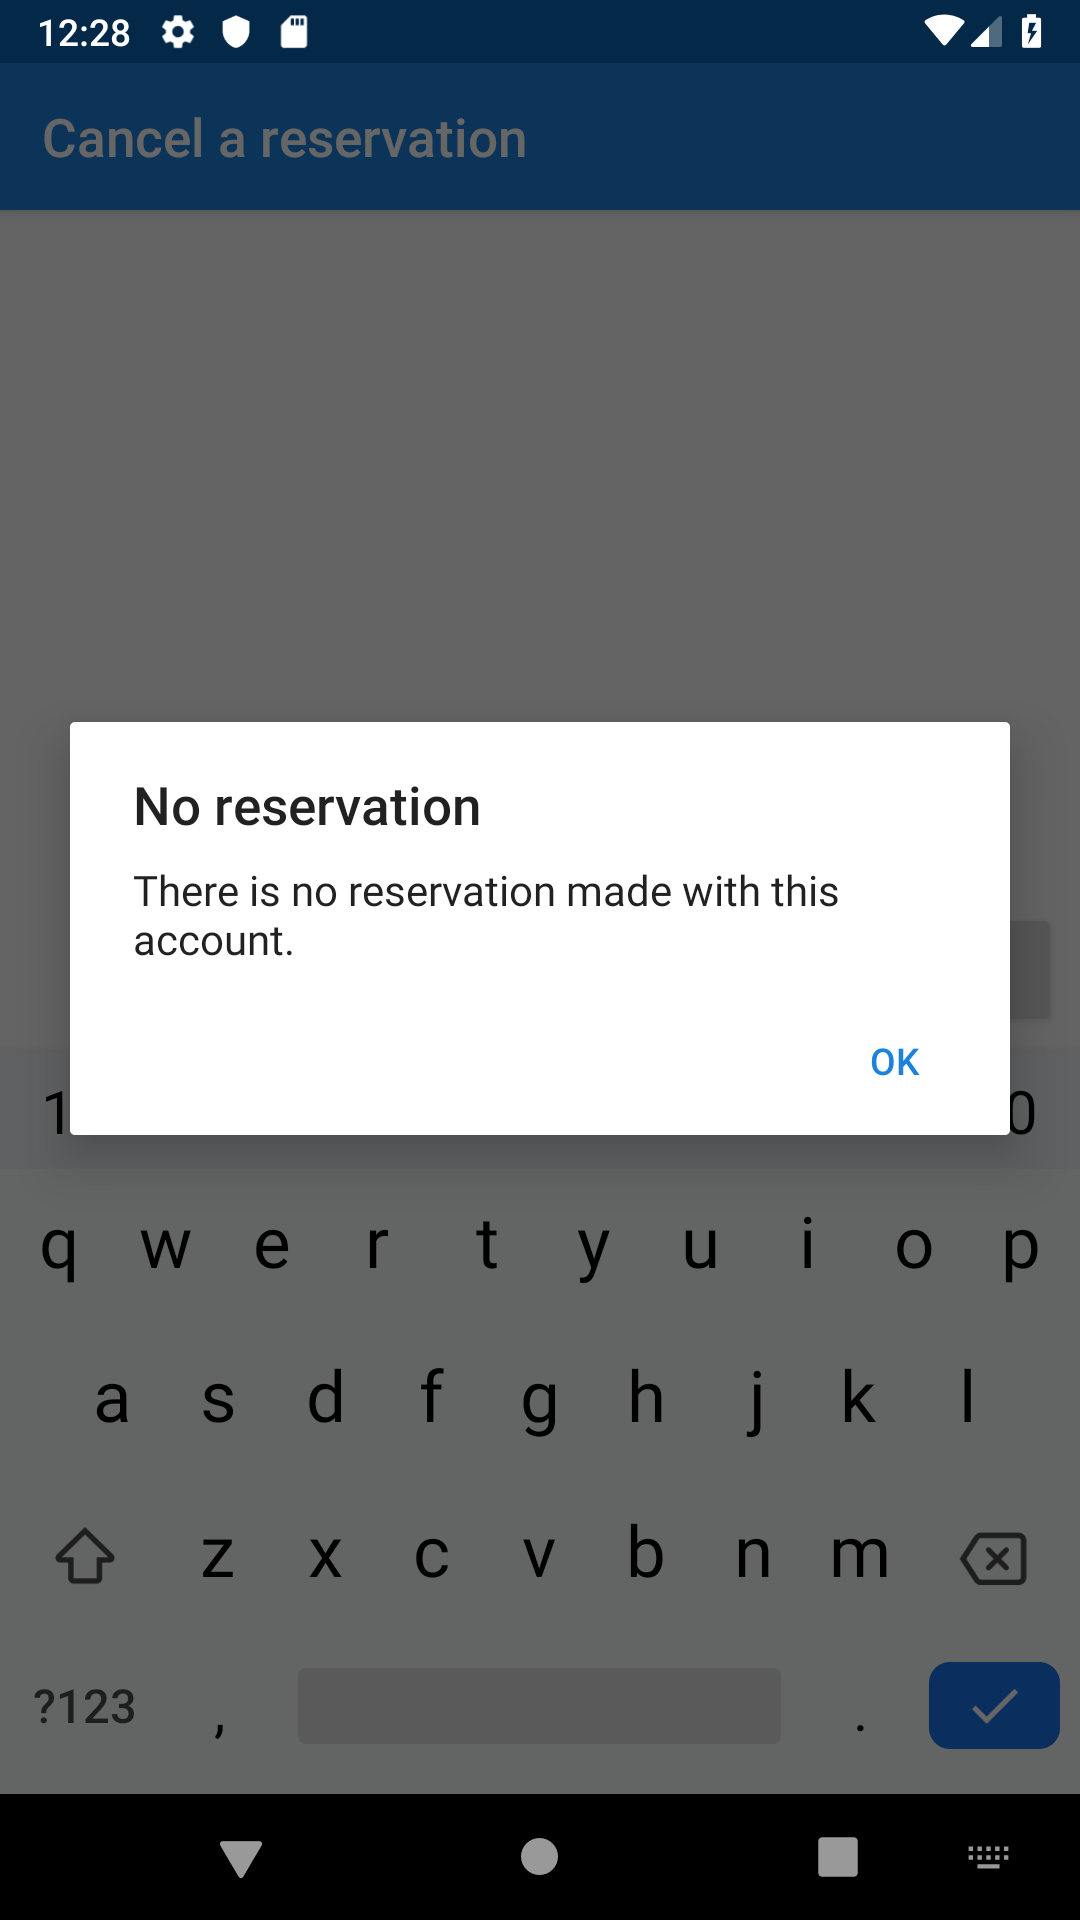 12:28
Cancel a reservation
No reservation
There is no reservation made with this
account.
OK
1 0
q w e r t y u i o p
a s d f g h j k l
z x c v b n m
?123 , .